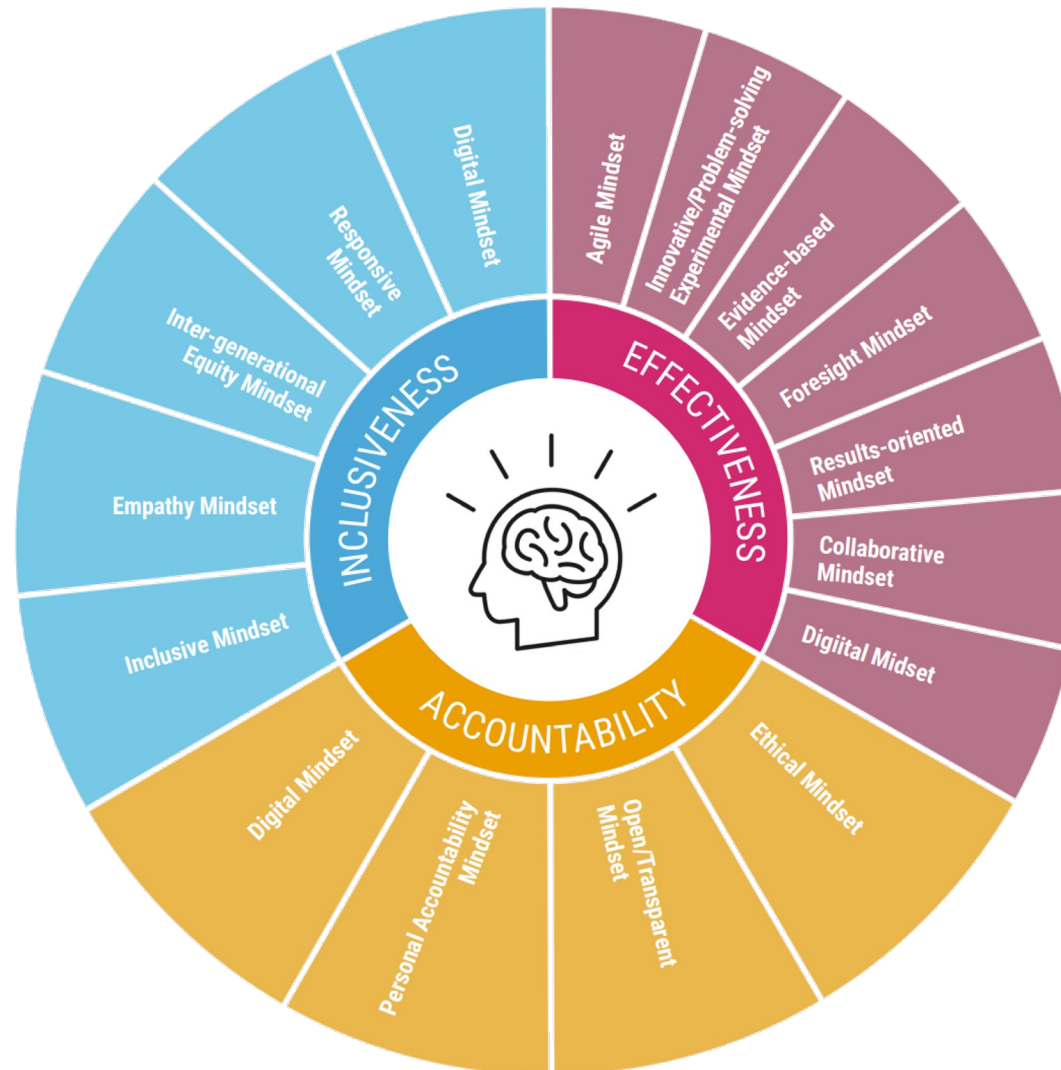 EFFECTIVENESS
Agile Mindset
Innovative/Problem-solving
Experimental Mindset
Evidence-based
Mindset
Foresight Mindset
Results-oriented
Mindset
Collaborative
Mindset
Digiital Midset
ACCOUNTABILITY
Ethical Mindset
Open/Transparent
Mindset
Personal Accountability
Mindset
Digital Mindset
INCLUSIVENESS
Inclusive Mindset
Empathy Mindset
Inter-generational
Equity Mindset
Responsive
Mindset
Digital Mindset